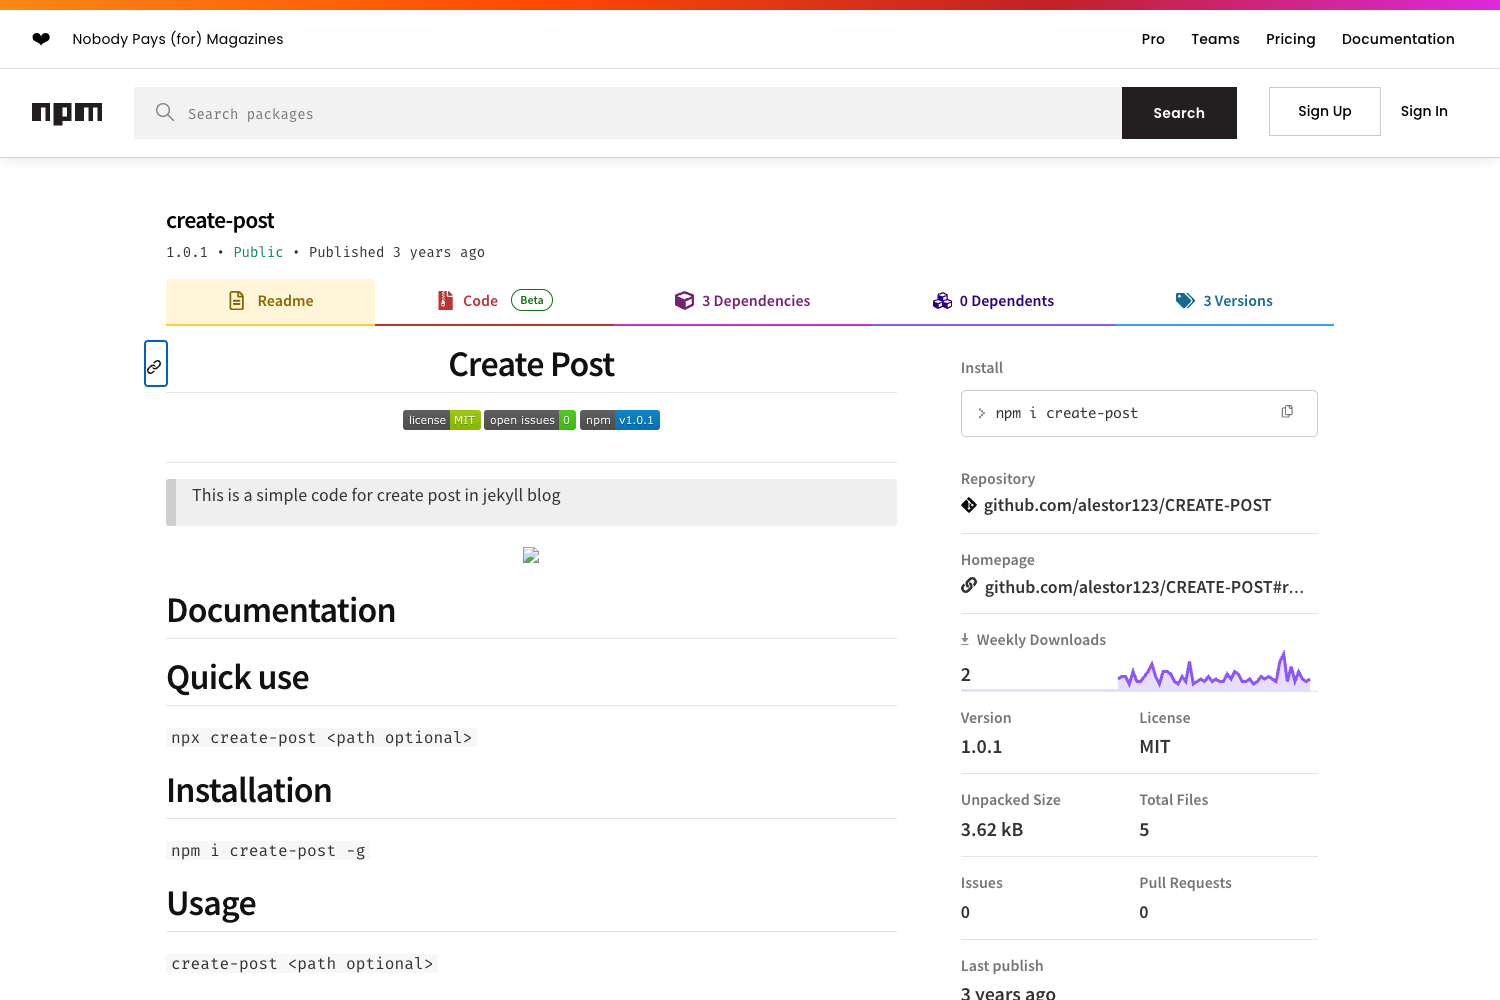 ❤ Nobody Pays (for) Magazines
Pro Teams Pricing Documentation
npm
Search packages
Search
Sign Up
Sign In
create-post
1.0.1 • Public • Published 3 years ago
Readme
Code Beta
3 Dependencies
0 Dependents
3 Versions
Create Post
license MIT open issues 0 npm v1.0.1
This is a simple code for create post in jekyll blog
Documentation
Quick use
npx create-post <path optional>
Installation
npm i create-post -g
Usage
create-post <path optional>
Install
> npm i create-post
Repository
github.com/alestor123/CREATE-POST
Homepage
github.com/alestor123/CREATE-POST#r...
Weekly Downloads
2
Version
1.0.1
License
MIT
Unpacked Size
3.62 kB
Total Files
5
Issues
0
Pull Requests
0
Last publish
3 years ago